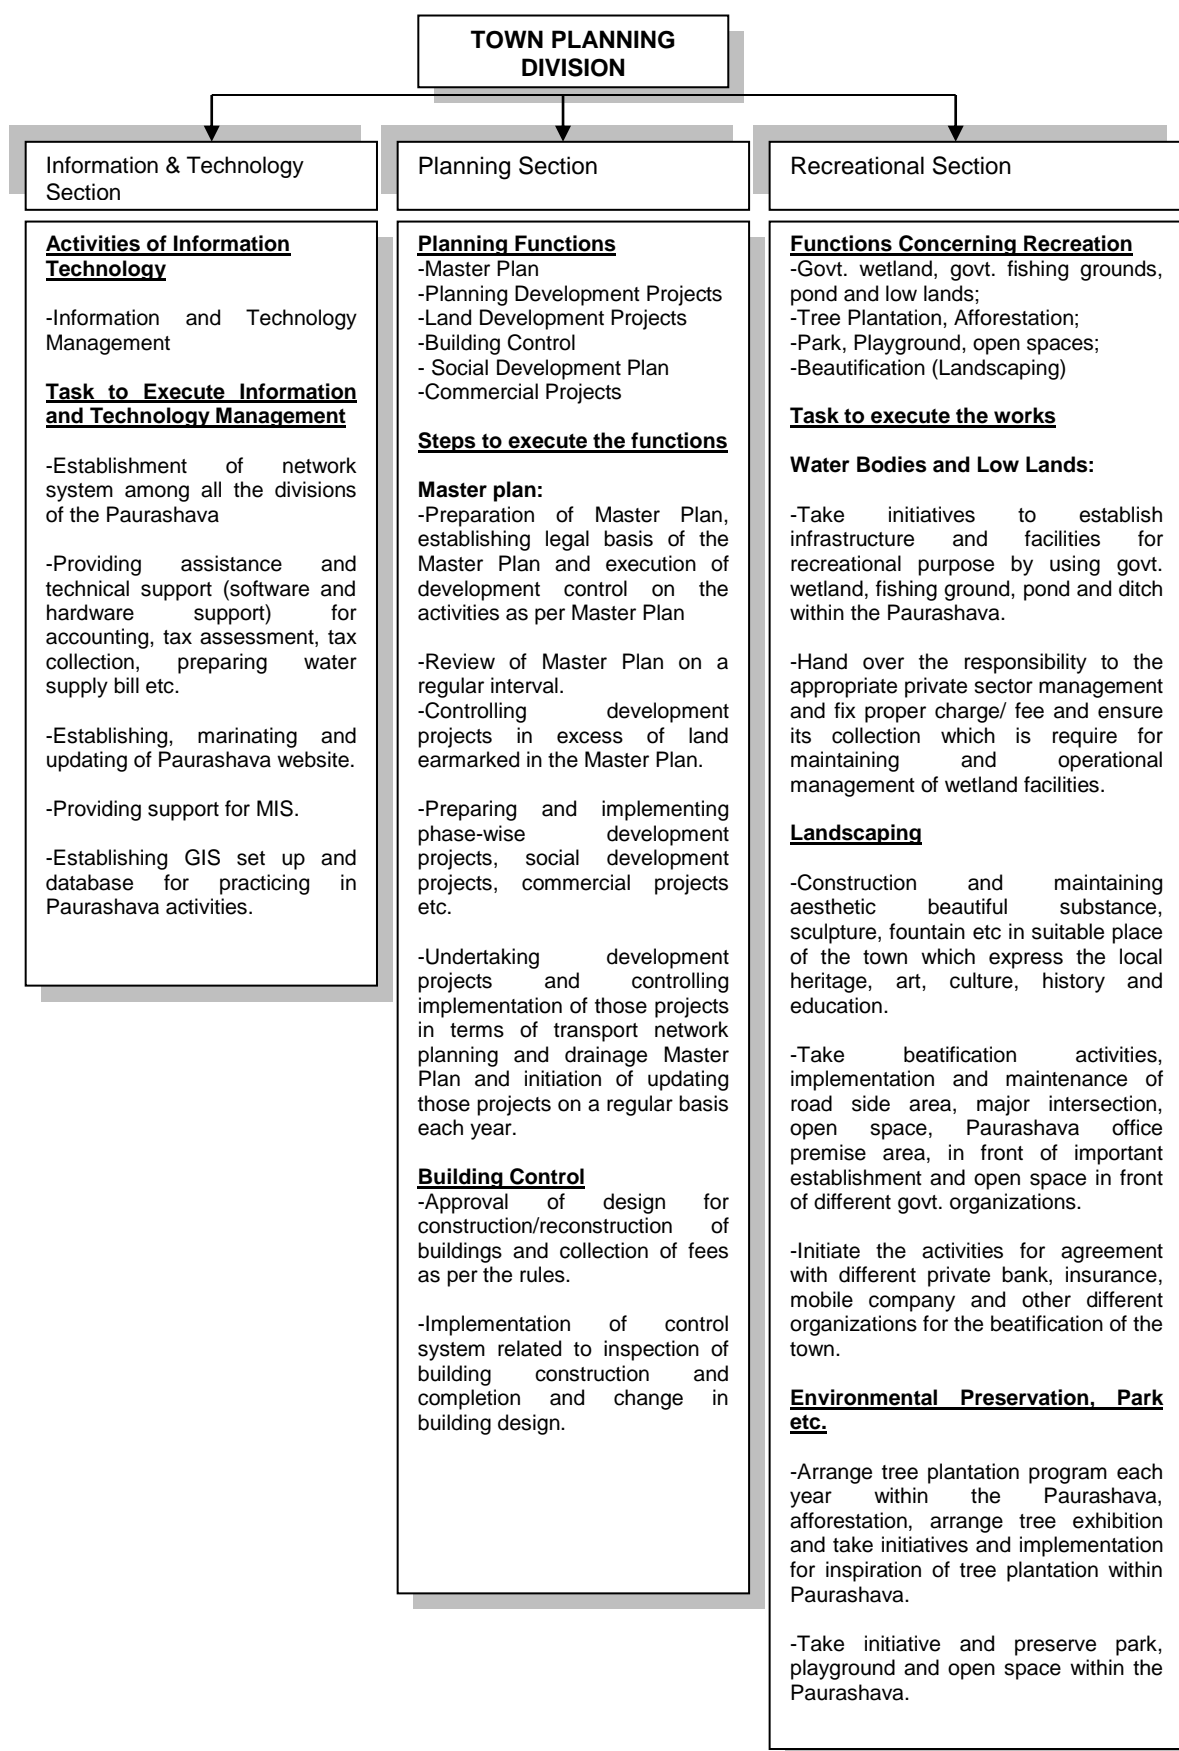 TOWN PLANNING
DIVISION
Information & Technology
Section
Activities of Information
Technology
-Information and Technology
Management
Task to Execute Information
and Technology Management
-Establishment of network
system among all the divisions
of the Paurashava
-Providing assistance and
technical support (software and
hardware support) for
accounting, tax assessment, tax
collection, preparing water
supply bill etc.
-Establishing, marinating and
updating of Paurashava website.
-Providing support for MIS.
-Establishing GIS set up and
database for practicing in
Paurashava activities.
Planning Section
Planning Functions
-Master Plan
-Planning Development Projects
-Land Development Projects
-Building Control
- Social Development Plan
-Commercial Projects
Steps to execute the functions
Master plan:
-Preparation of Master Plan,
establishing legal basis of the
Master Plan and execution of
development control on the
activities as per Master Plan
-Review of Master Plan on a
regular interval.
-Controlling development
projects in excess of land
earmarked in the Master Plan.
-Preparing and implementing
phase-wise development
projects, social development
projects, commercial projects
etc.
-Undertaking development
projects and controlling
implementation of those projects
in terms of transport network
planning and drainage Master
Plan and initiation of updating
those projects on a regular basis
each year.
Building Control
-Approval of design for
construction/reconstruction of
buildings and collection of fees
as per the rules.
-Implementation of control
system related to inspection of
building construction and
completion and change in
building design.
Recreational Section
Functions Concerning Recreation
-Govt. wetland, govt. fishing grounds,
pond and low lands;
-Tree Plantation, Afforestation;
-Park, Playground, open spaces;
-Beautification (Landscaping)
Task to execute the works
Water Bodies and Low Lands:
-Take initiatives to establish
infrastructure and facilities for
recreational purpose by using govt.
wetland, fishing ground, pond and ditch
within the Paurashava.
-Hand over the responsibility to the
appropriate private sector management
and fix proper charge/ fee and ensure
its collection which is require for
maintaining and operational
management of wetland facilities.
Landscaping
-Construction and maintaining
aesthetic beautiful substance,
sculpture, fountain etc in suitable place
of the town which express the local
heritage, art, culture, history and
education.
-Take beatification activities,
implementation and maintenance of
road side area, major intersection,
open space, Paurashava office
premise area, in front of important
establishment and open space in front
of different govt. organizations.
-Initiate the activities for agreement
with different private bank, insurance,
mobile company and other different
organizations for the beatification of the
town.
Environmental Preservation, Park
etc.
-Arrange tree plantation program each
year within the Paurashava,
afforestation, arrange tree exhibition
and take initiatives and implementation
for inspiration of tree plantation within
Paurashava.
-Take initiative and preserve park,
playground and open space within the
Paurashava.